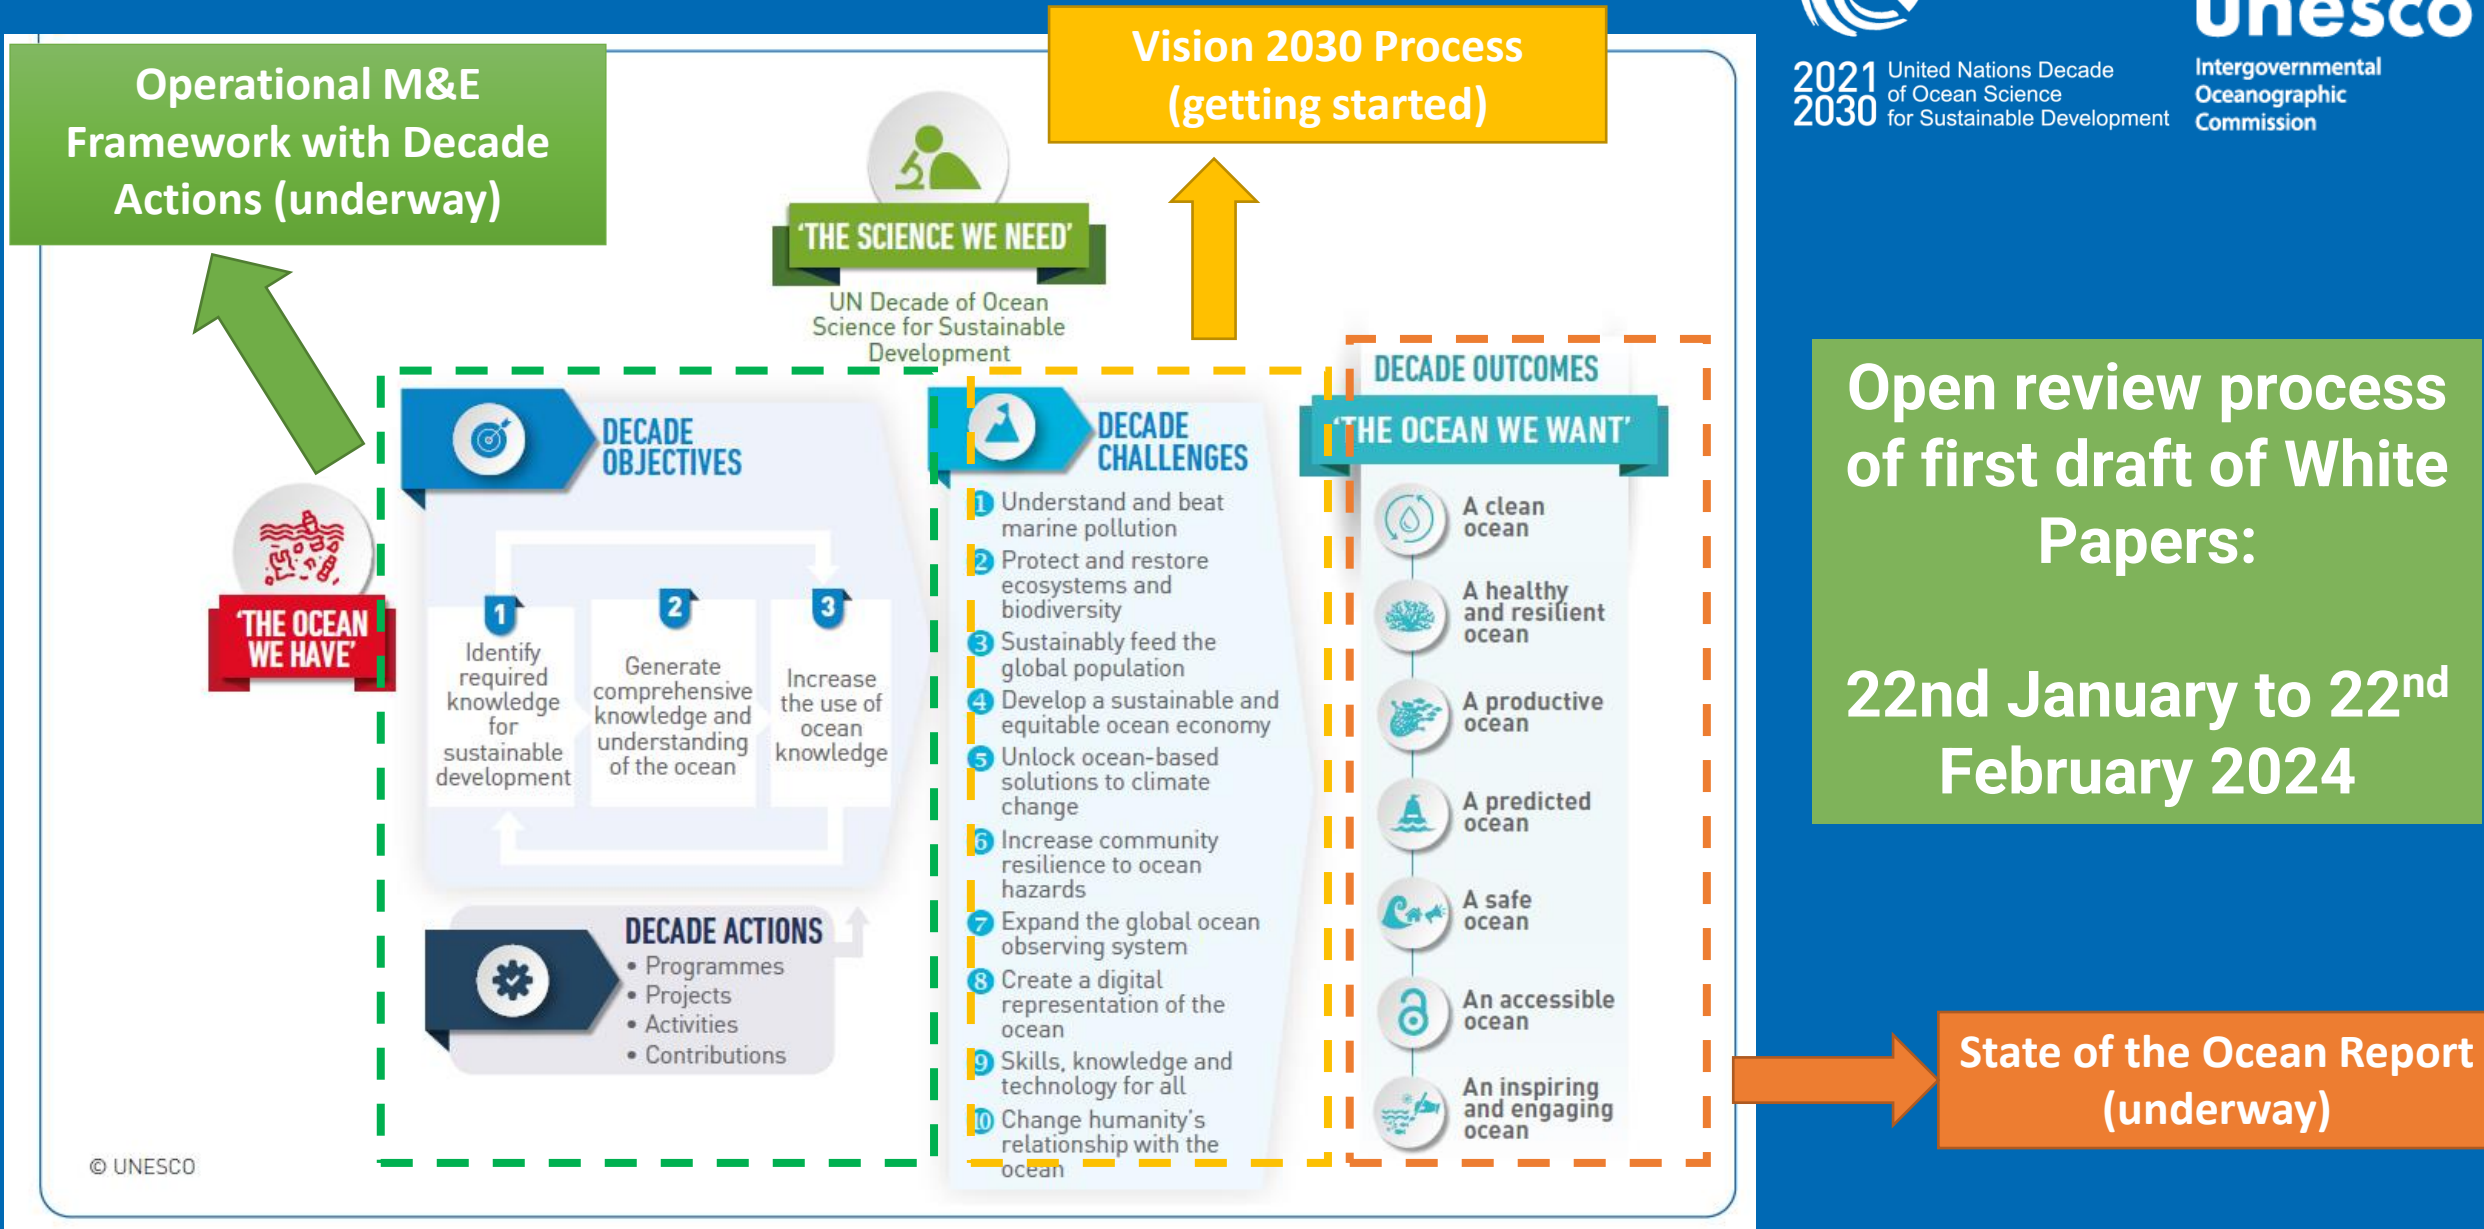 Operational M&E
Framework with Decade
Actions (underway)
Vision 2030 Process
(getting started)
2021
2030
United Nations Decade
of Ocean Science
for Sustainable Development
unesco
Intergovernmental
Oceanographic
Commission
'THE SCIENCE WE NEED'
UN Decade of Ocean
Science for Sustainable
Development
'THE OCEAN
WE HAVE'
DECADE
OBJECTIVES
1
Identify
required
knowledge
for
sustainable
development
2
Generate
comprehensive
knowledge and
understanding
of the ocean
3
Increase
the use of
ocean
knowledge
DECADE ACTIONS
• Programmes
• Projects
• Activities
• Contributions
DECADE
CHALLENGES
1 Understand and beat
marine pollution
2 Protect and restore
ecosystems and
biodiversity
3 Sustainably feed the
global population
4 Develop a sustainable and
equitable ocean economy
5 Unlock ocean-based
solutions to climate
change
6 Increase community
resilience to ocean
hazards
7 Expand the global ocean
observing system
8 Create a digital
representation of the
ocean
9 Skills, knowledge and
technology for all
10 Change humanity's
relationship with the
ocean
DECADE OUTCOMES
'THE OCEAN WE WANT'
A clean
ocean
A healthy
and resilient
ocean
A productive
ocean
A predicted
ocean
A safe
ocean
An accessible
ocean
An inspiring
and engaging
ocean
Open review process
of first draft of White
Papers:
22nd January to 22nd
February 2024
State of the Ocean Report
(underway)
© UNESCO